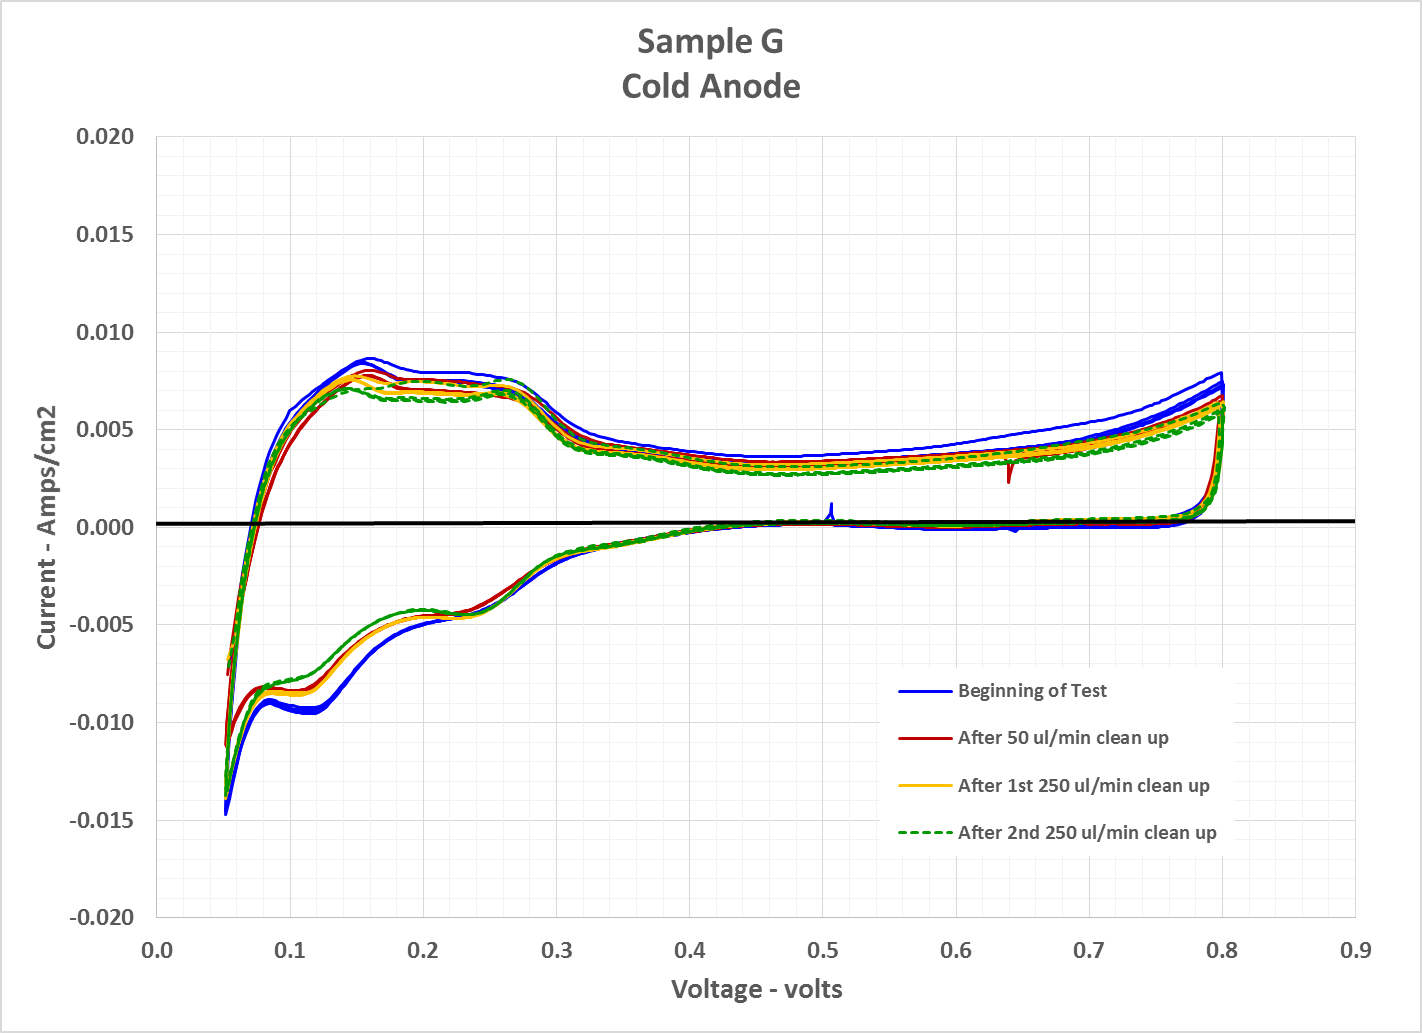 Sample G
Cold Anode
0.020
0.015
0.010
0.005
0.000
-0.005
-0.010
-0.015
-0.020
Current - Amps/cm2
0.0 0.1 0.2 0.3 0.4 0.5 0.6 0.7 0.8 0.9
Voltage - volts
Beginning of Test
After 50 ul/min clean up
After 1st 250 ul/min clean up
After 2nd 250 ul/min clean up